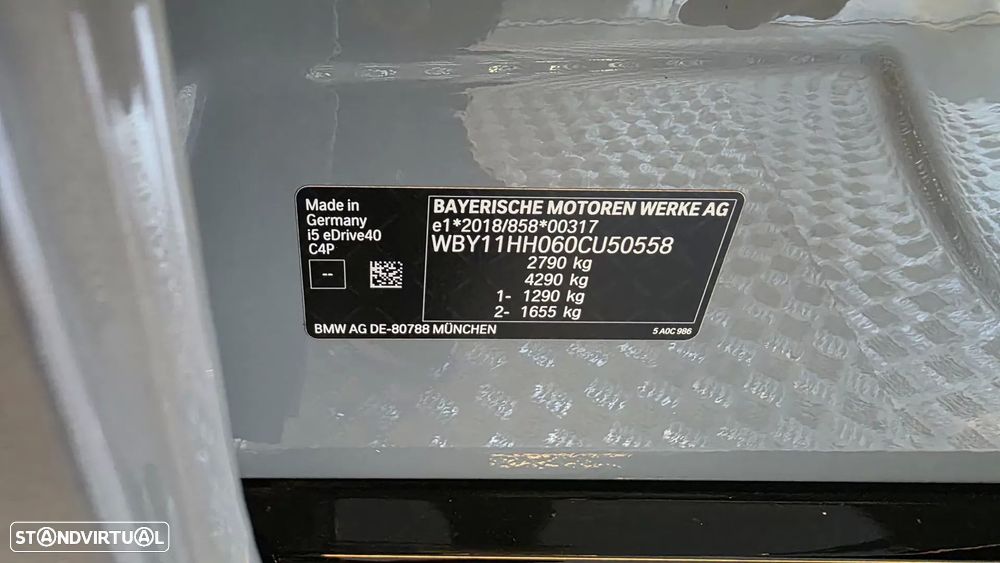 Made in
Germany
i5 eDrive40
C4P
--
BAYERISCHE MOTOREN WERKE AG
e1*2018/858*00317
WBY11HH060CU50558
2790 kg
4290 kg
1- 1290 kg
2- 1655 kg
BMW AG DE-80788 MÜNCHEN
5 A0C 986
STANDVIRTUAL